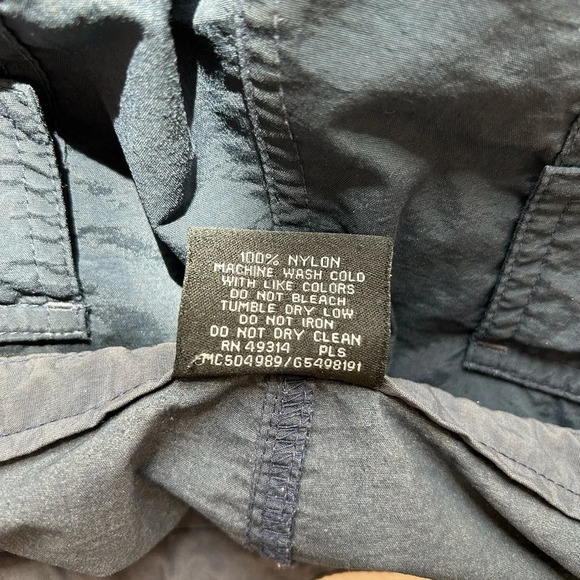 100% NYLON
MACHINE WASH COLD
WITH LIKE COLORS
DO NOT BLEACH
TUMBLE DRY LOW
DO NOT IRON
DO NOT DRY CLEAN
RN 49314 PLS
JMC504989/G5498191